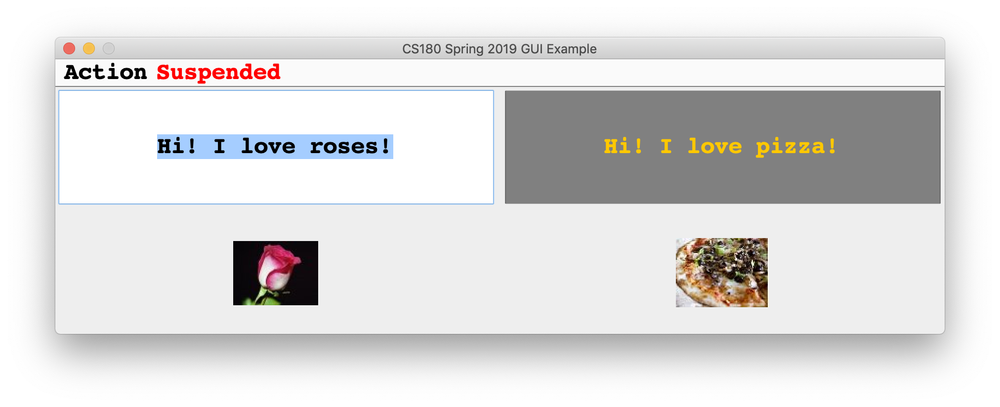 CS180 Spring 2019 GUI Example
Action Suspended
Hi! I love roses!
Hi! I love pizza!